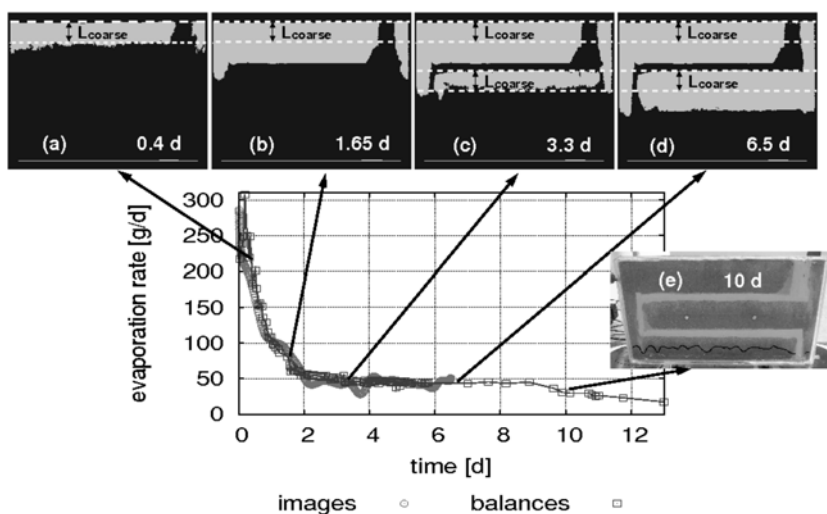 Lcoarse Lcoarse Lcoarse Lcoarse
Lcoarse Lcoarse
(a) 0.4 d (b) 1.65 d (c) 3.3 d (d) 6.5 d
300
250
200
150
100
50
0
evaporation rate [g/d]
(e) 10 d
0 2 4 6 8 10 12
time [d]
images balances